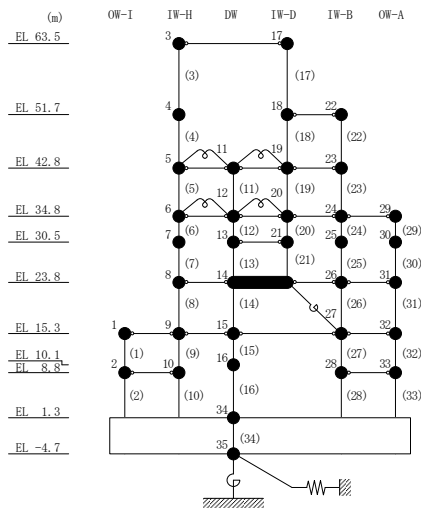 (m) OW-I IW-H DW IW-D IW-B OW-A
EL 63.5 3 17
(3) (17)
EL 51.7 4 18 22
(4) (18) (22)
11 19
EL 42.8 5 23
(5) (11) (19) (23)
12 20
EL 34.8 6 24 29
(6) (12) (20) (24) (29)
EL 30.5 7 13 21 25 30
(7) (13) (21) (25) (30)
EL 23.8 8 14 26 31
(8) (14) (26) (31)
27
EL 15.3 1 9 15 32
(1) (9) (15) (27) (32)
EL 10.1 16
EL 8.8 2 10 28 33
(2) (10) (16) (28) (33)
EL 1.3 34
(34)
EL -4.7 35